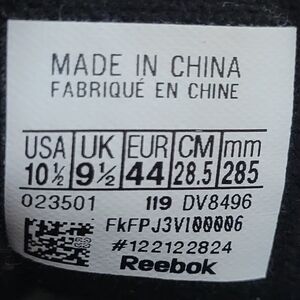 MADE IN CHINA
FABRIQUÉ EN CHINE
USA UK EUR CM mm
10½ 9½ 44 28.5 285
023501 119 DV8496
FKFPJ3VI00006
#122122824
Reebok